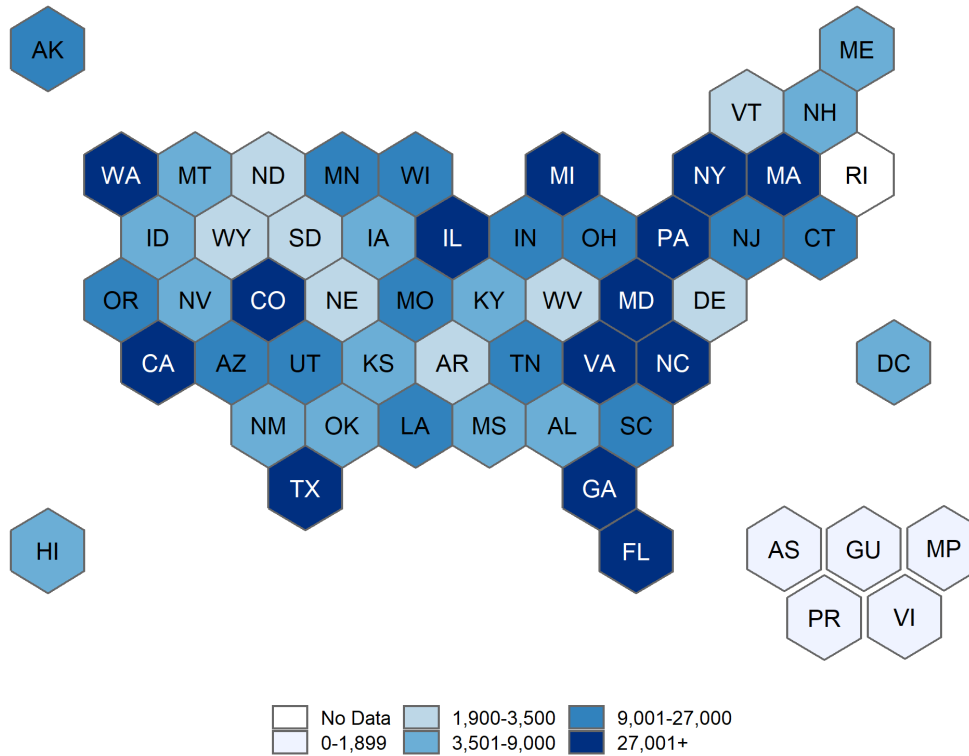 AK ME
VT NH
WA MT ND MN WI MI NY MA RI
ID WY SD IA IL IN OH PA NJ CT
OR NV CO NE MO KY WV MD DE
CA AZ UT KS AR TN VA NC DC
NM OK LA MS AL SC
TX GA
HI FL AS GU MP
PR VI
No Data 1,900-3,500 9,001-27,000
0-1,899 3,501-9,000 27,001+